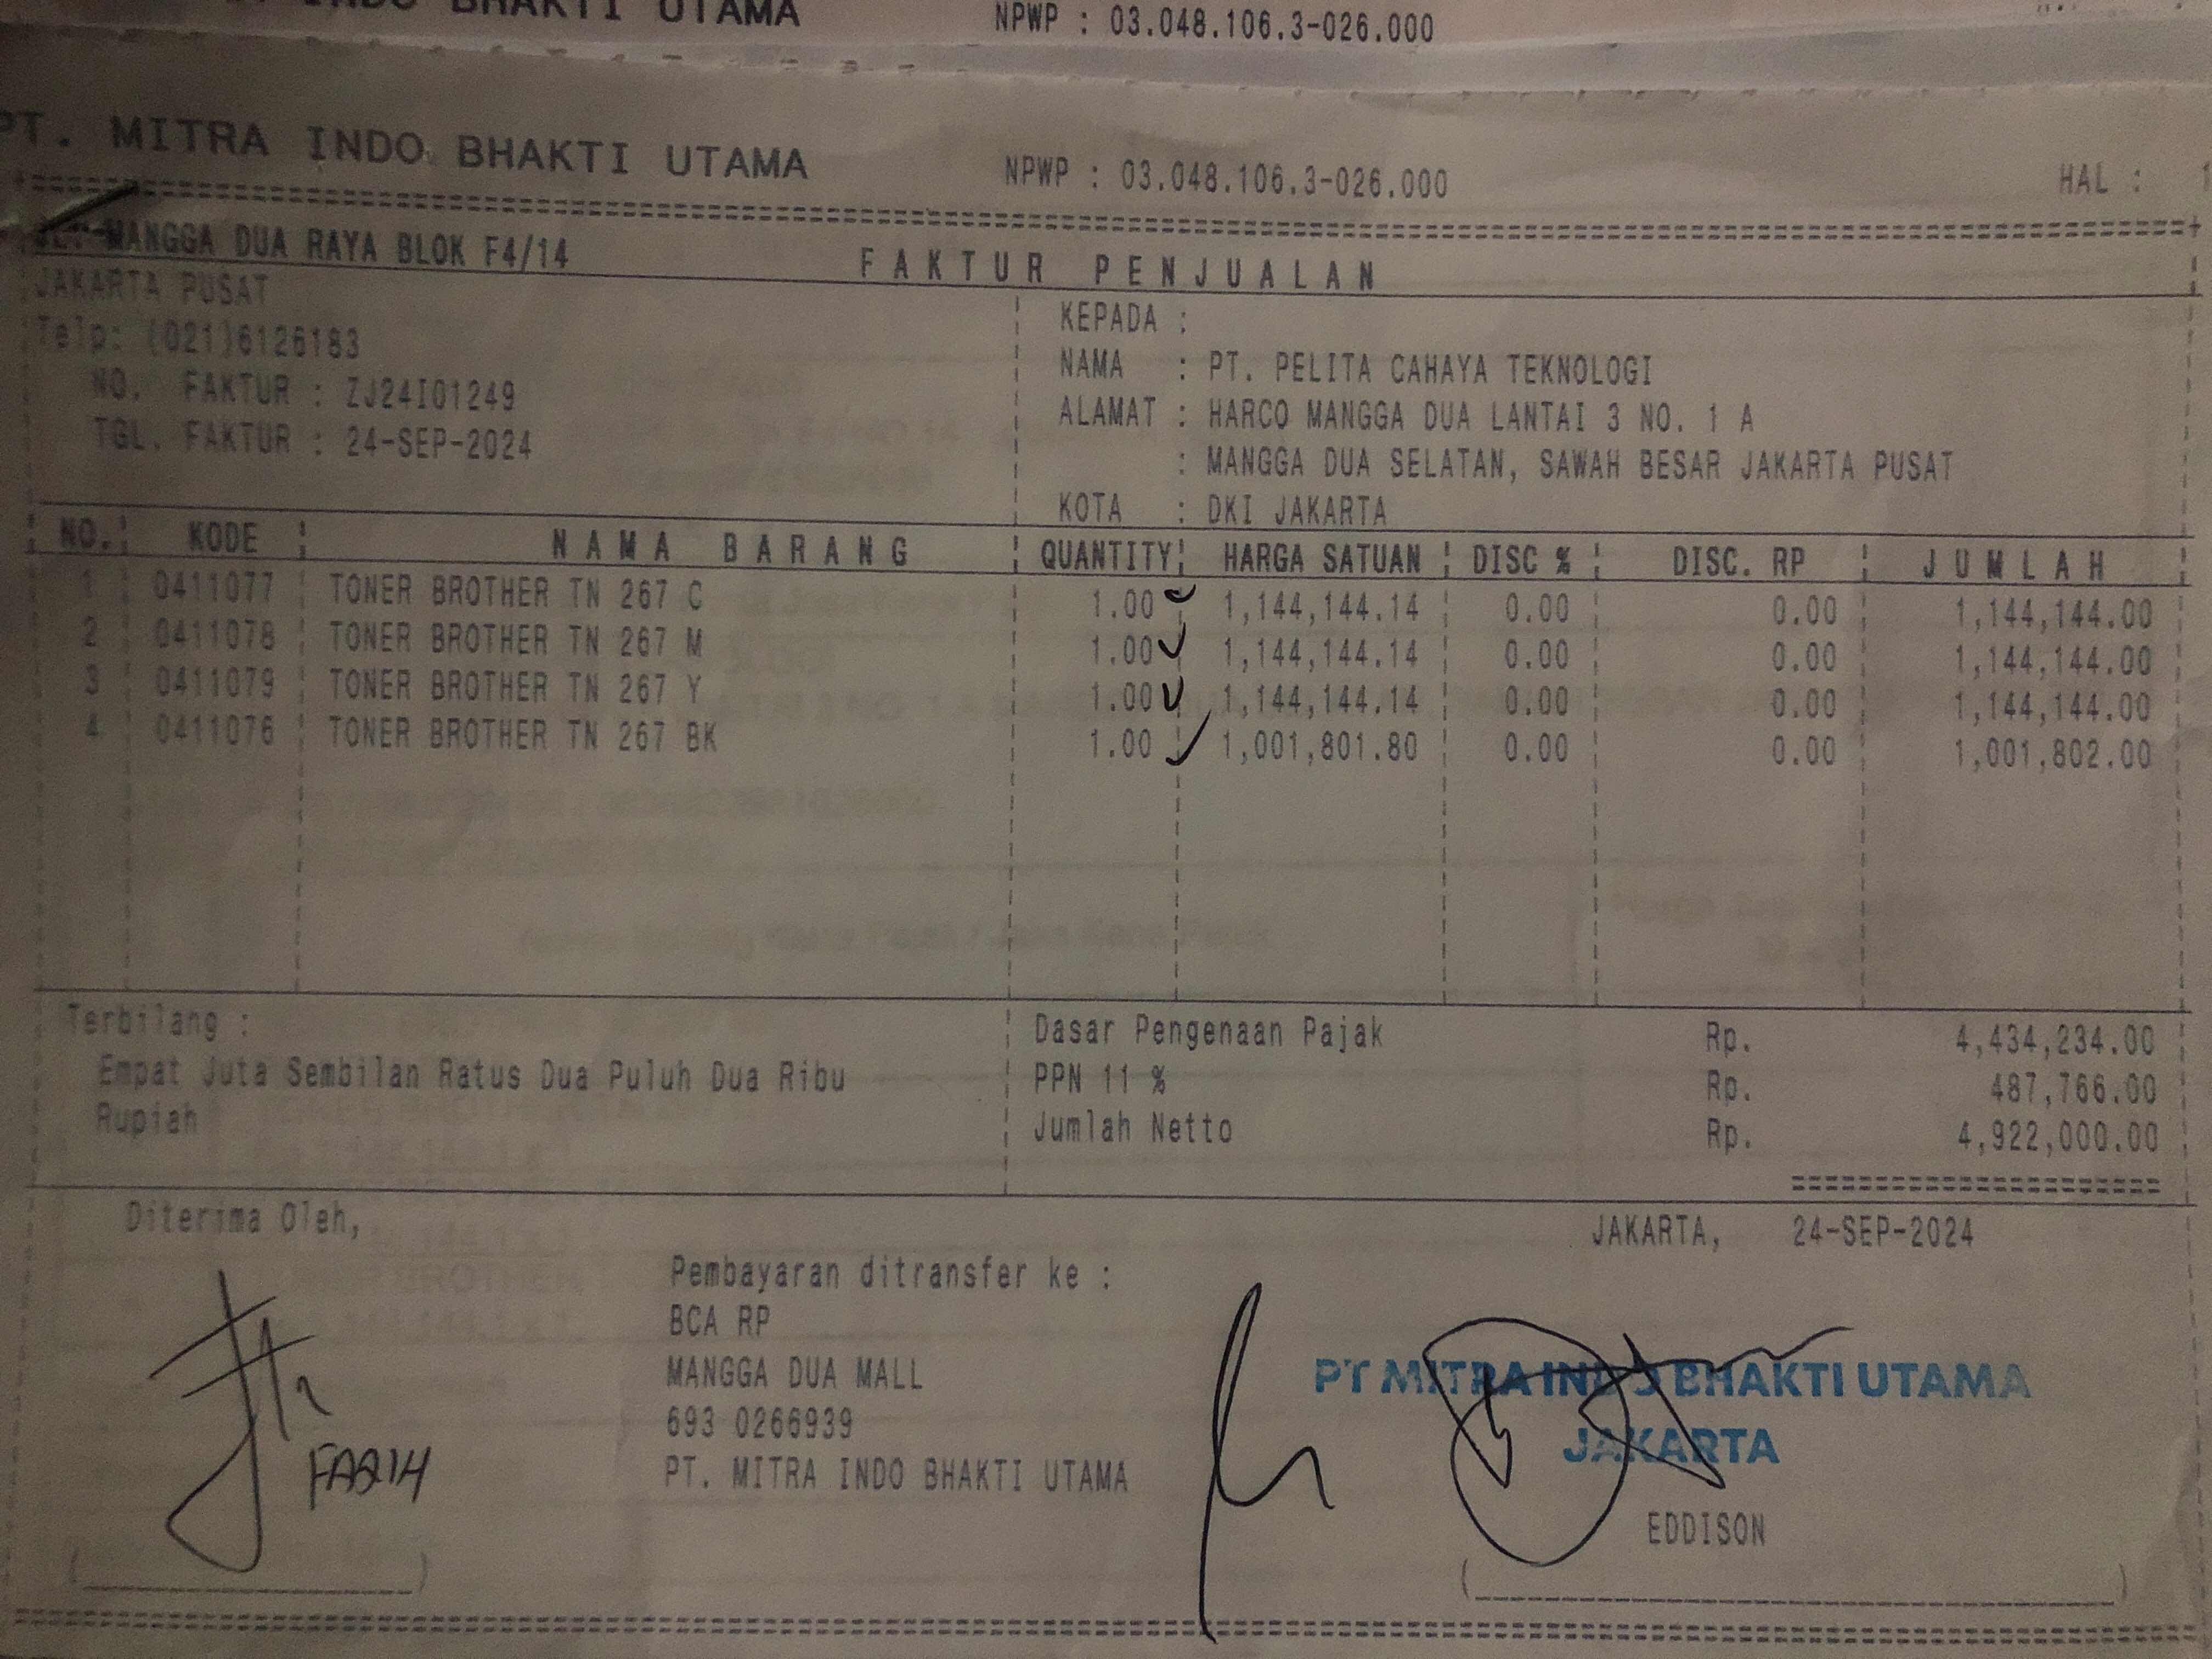 INDO BHAKTI UTAMA NPWP : 03.048.106.3-026.000
PT. MITRA INDO BHAKTI UTAMA NPWP : 03.048.106.3-026.000 HAL : 1
MANGGA DUA RAYA BLOK F4/14
FAKTUR PENJUALAN
JAKARTA PUSAT
Telp: (021)6126183
NO. FAKTUR : ZJ24I01249
TGL. FAKTUR : 24-SEP-2024
KEPADA :
NAMA : PT. PELITA CAHAYA TEKNOLOGI
ALAMAT : HARCO MANGGA DUA LANTAI 3 NO. 1 A
: MANGGA DUA SELATAN, SAWAH BESAR JAKARTA PUSAT
KOTA : DKI JAKARTA
NO. KODE NAMA BARANG QUANTITY HARGA SATUAN DISC % DISC. RP JUMLAH
1 0411077 TONER BROTHER TN 267 C 1.00 1,144,144.14 0.00 0.00 1,144,144.00
2 0411078 TONER BROTHER TN 267 M 1.00 1,144,144.14 0.00 0.00 1,144,144.00
3 0411079 TONER BROTHER TN 267 Y 1.00 1,144,144.14 0.00 0.00 1,144,144.00
4 0411076 TONER BROTHER TN 267 BK 1.00 1,001,801.80 0.00 0.00 1,001,802.00
Terbilang :
Empat Juta Sembilan Ratus Dua Puluh Dua Ribu
Rupiah
Dasar Pengenaan Pajak Rp. 4,434,234.00
PPN 11 % Rp. 487,766.00
Jumlah Netto Rp. 4,922,000.00
Diterima Oleh,
JAKARTA, 24-SEP-2024
Pembayaran ditransfer ke :
BCA RP
MANGGA DUA MALL
693 0266939
PT. MITRA INDO BHAKTI UTAMA
FAQIH
PT MITRA INDO BHAKTI UTAMA
JAKARTA
EDDISON